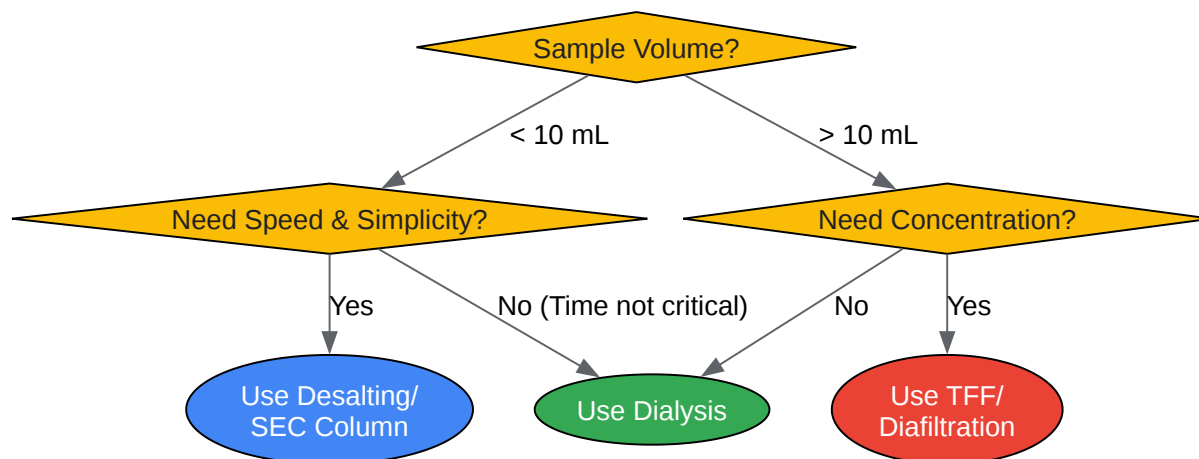 Sample Volume?
< 10 mL
> 10 mL
Need Speed & Simplicity?
Need Concentration?
Yes
No (Time not critical)
No
Yes
Use Desalting/
SEC Column
Use Dialysis
Use TFF/
Diafiltration